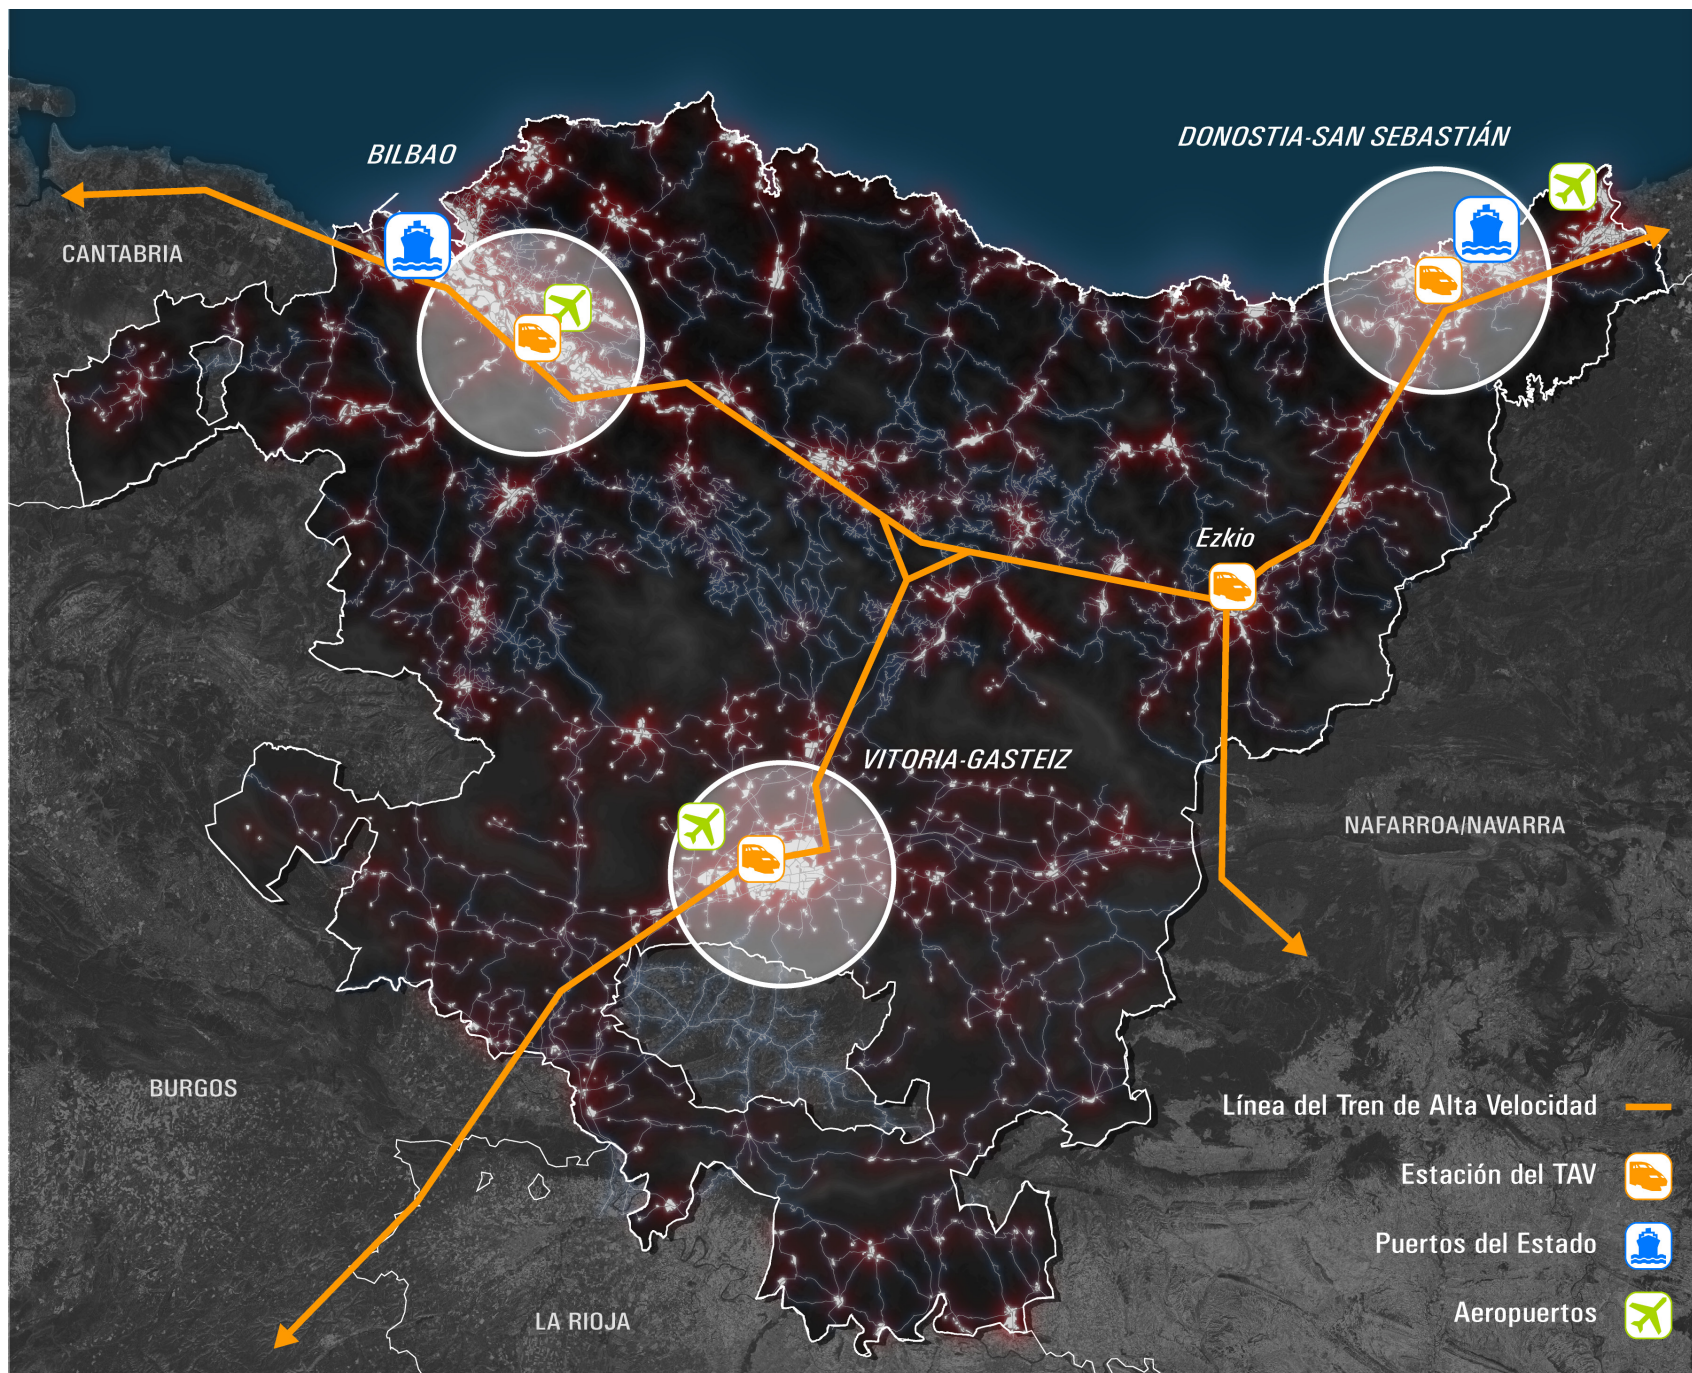 DONOSTIA-SAN SEBASTIÁN
BILBAO
CANTABRIA
Ezkio
VITORIA-GASTEIZ
NAFARROA/NAVARRA
BURGOS
LA RIOJA
Línea del Tren de Alta Velocidad
Estación del TAV
Puertos del Estado
Aeropuertos